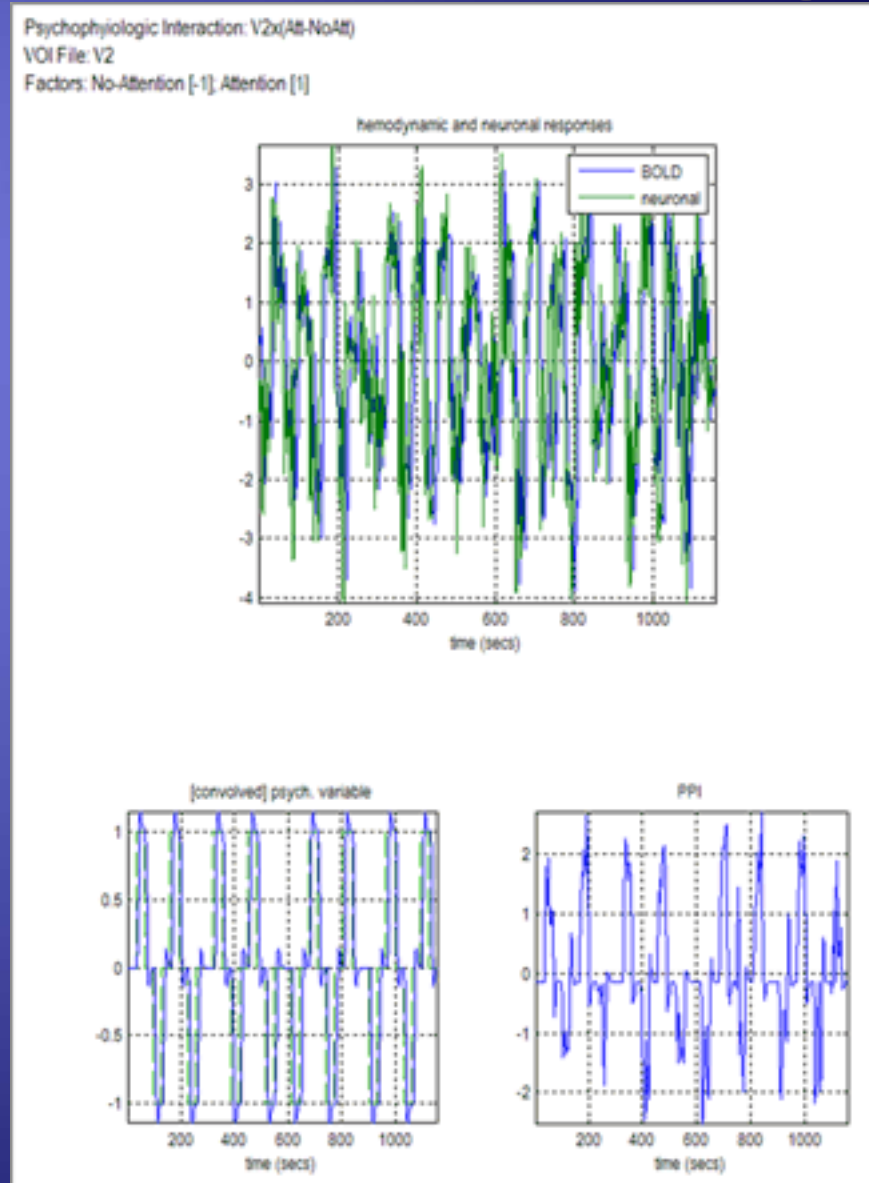 Psychophyiologic Interaction: V2x(Att-NoAtt)
VOI File: V2
Factors: No-Attention [-1]; Attention [1]
hemodynamic and neuronal responses
BOLD
neuronal
3
2
1
0
-1
-2
-3
-4
200 400 600 800 1000
time (secs)
[convolved] psych. variable
1
0.5
0
-0.5
-1
200 400 600 800 1000
time (secs)
PPI
2
1
0
-1
-2
200 400 600 800 1000
time (secs)